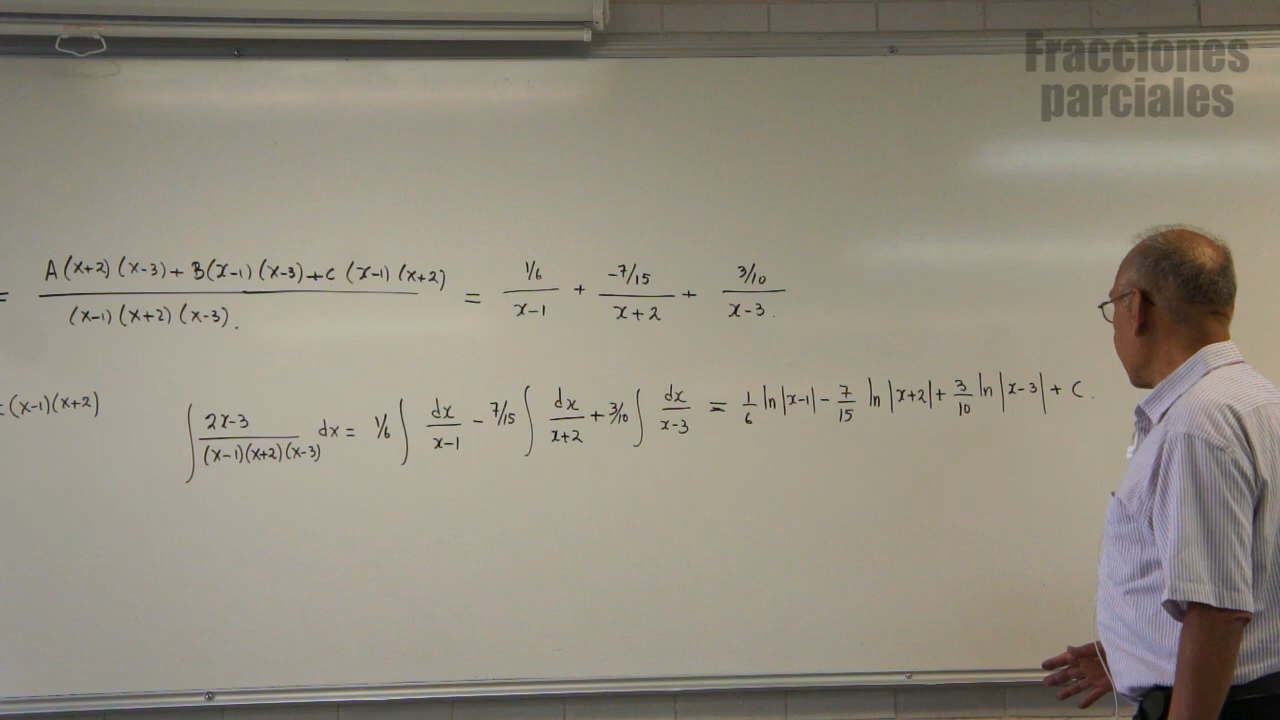 Fracciones
parciales
= A(x+2)(x-3)+B(x-1)(x-3)+C(x-1)(x+2) / (x-1)(x+2)(x-3). = 1/6 / x-1 + -7/15 / x+2 + 3/10 / x-3.
(x-1)(x+2)
∫ 2x-3 / (x-1)(x+2)(x-3) dx = 1/6 ∫ dx / x-1 - 7/15 ∫ dx / x+2 + 3/10 ∫ dx / x-3 = 1/6 ln|x-1| - 7/15 ln|x+2| + 3/10 ln|x-3| + C.